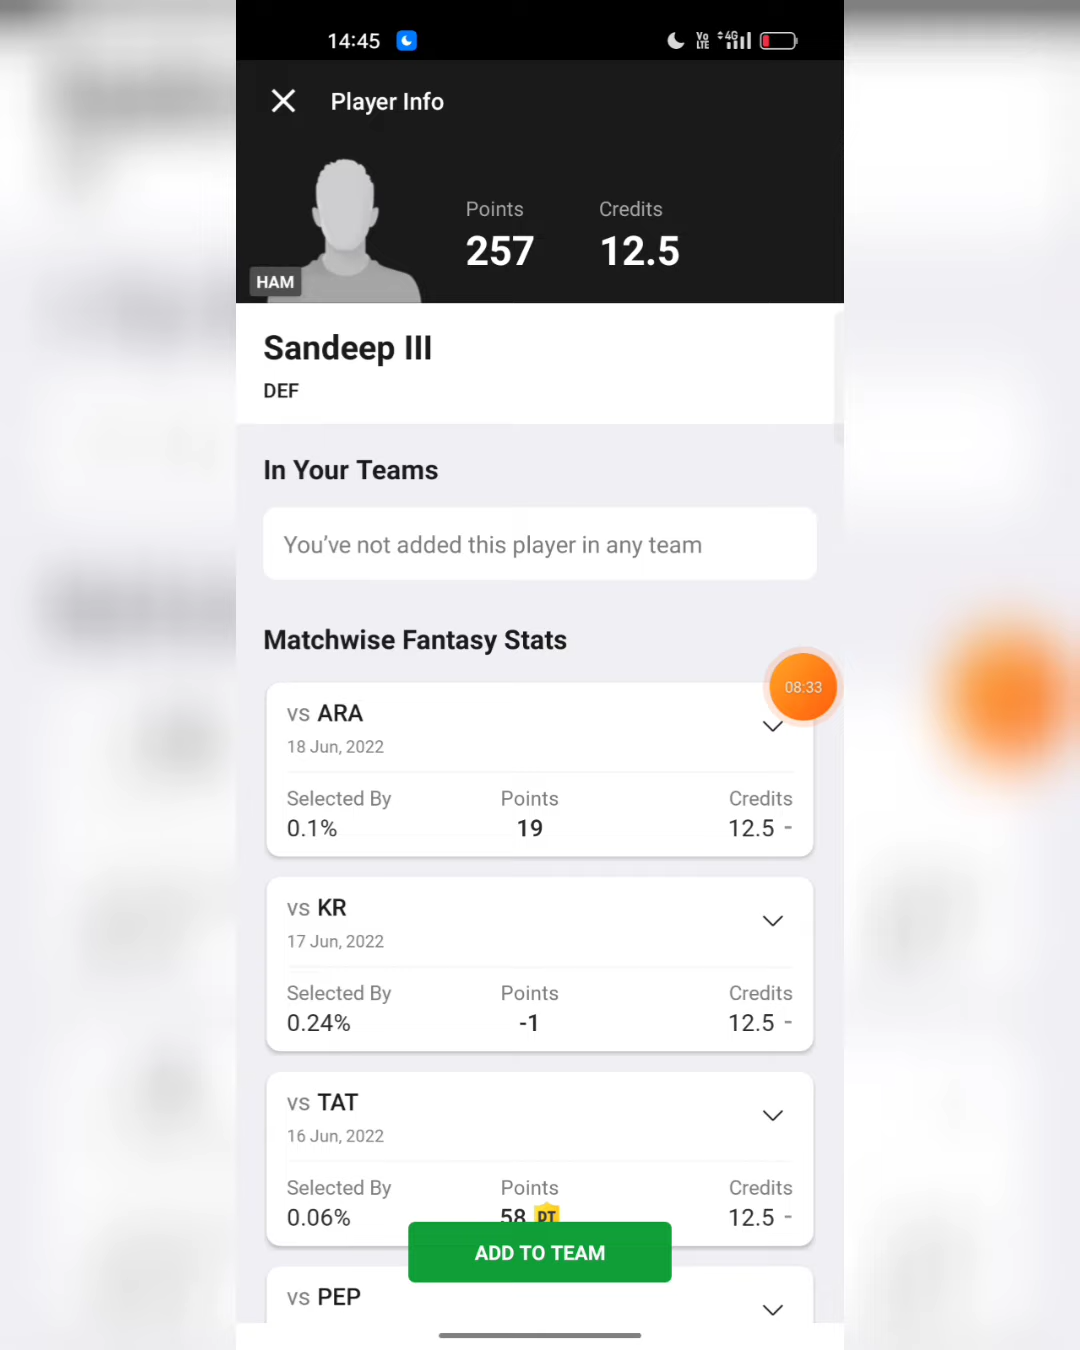 14:45
Vo LTE 4G
Player Info
Points Credits
257 12.5
HAM
Sandeep III
DEF
In Your Teams
You’ve not added this player in any team
Matchwise Fantasy Stats
08:33
vs ARA
18 Jun, 2022
Selected By Points Credits
0.1% 19 12.5 -
vs KR
17 Jun, 2022
Selected By Points Credits
0.24% -1 12.5 -
vs TAT
16 Jun, 2022
Selected By Points Credits
0.06% 58 DT 12.5 -
ADD TO TEAM
vs PEP